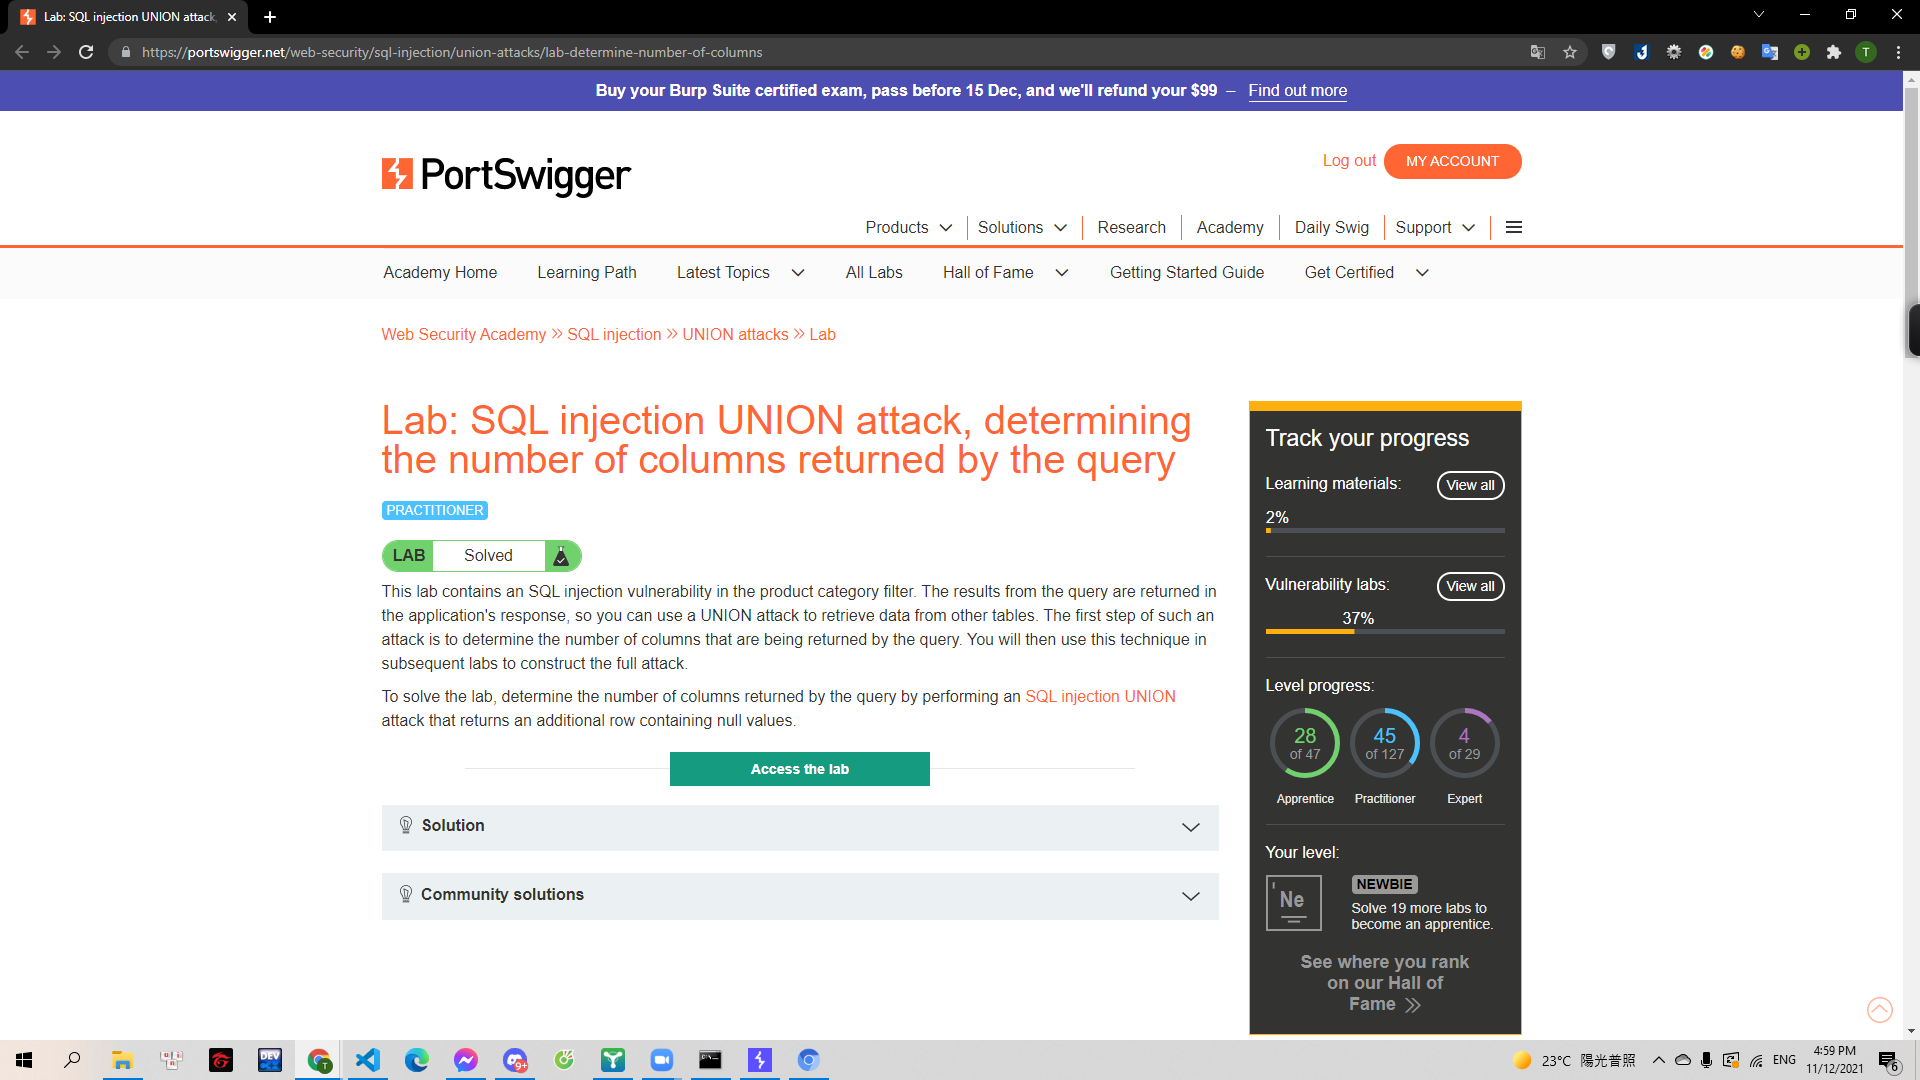 Lab: SQL injection UNION attack,
https://portswigger.net/web-security/sql-injection/union-attacks/lab-determine-number-of-columns
T
Buy your Burp Suite certified exam, pass before 15 Dec, and we'll refund your $99 – Find out more
PortSwigger
Log out MY ACCOUNT
Products Solutions Research Academy Daily Swig Support
Academy Home Learning Path Latest Topics All Labs Hall of Fame Getting Started Guide Get Certified
Web Security Academy >> SQL injection >> UNION attacks >> Lab
Lab: SQL injection UNION attack, determining
the number of columns returned by the query
PRACTITIONER
LAB Solved
This lab contains an SQL injection vulnerability in the product category filter. The results from the query are returned in
the application's response, so you can use a UNION attack to retrieve data from other tables. The first step of such an
attack is to determine the number of columns that are being returned by the query. You will then use this technique in
subsequent labs to construct the full attack.
To solve the lab, determine the number of columns returned by the query by performing an SQL injection UNION
attack that returns an additional row containing null values.
Access the lab
Solution
Community solutions
Track your progress
Learning materials: View all
2%
Vulnerability labs: View all
37%
Level progress:
28 45 4
of 47 of 127 of 29
Apprentice Practitioner Expert
Your level:
Ne
NEWBIE
Solve 19 more labs to
become an apprentice.
See where you rank
on our Hall of
Fame >>
DEV
9+
T
23°C 陽光普照
ENG
4:59 PM
11/12/2021
6